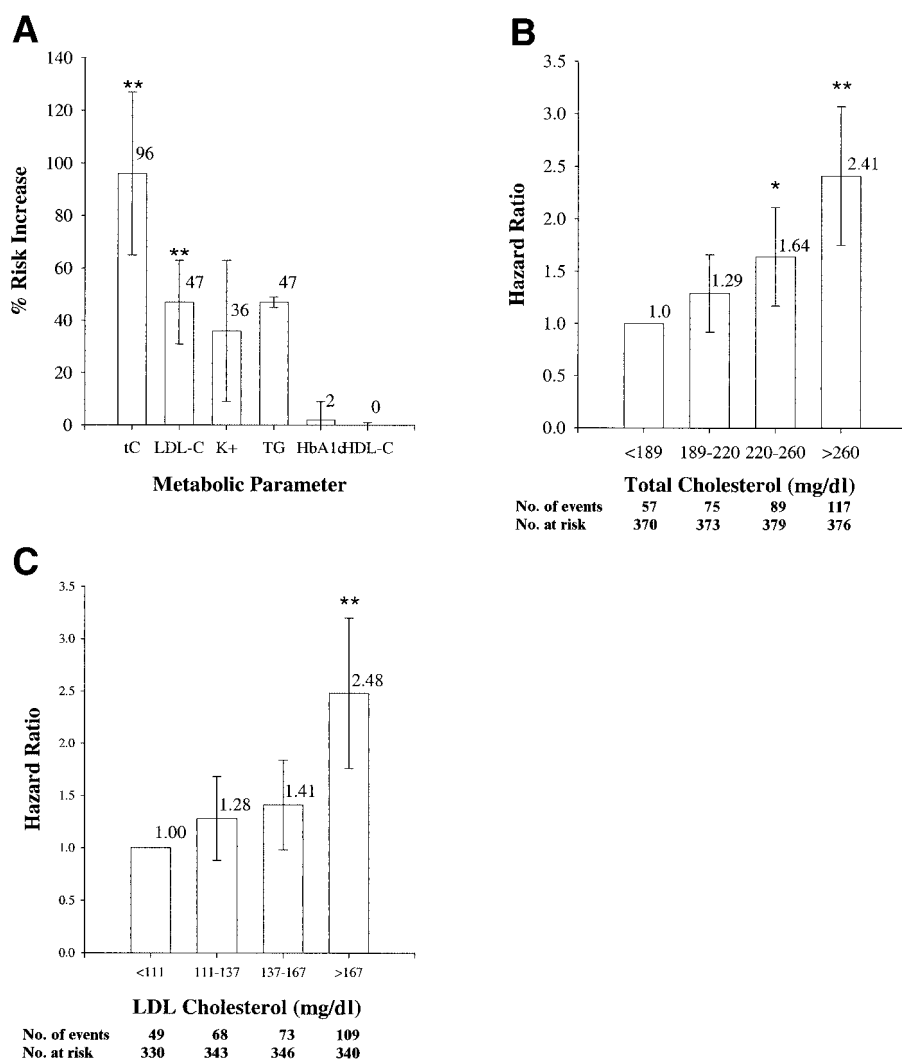 A
140
120
100
80
60
40
20
0
% Risk Increase
**
96
**
47
36
47
2
0
tC LDL-C K+ TG HbA1cHDL-C
Metabolic Parameter
B
3.5
3.0
2.5
2.0
1.5
1.0
0.5
0.0
Hazard Ratio
1.0
1.29
*
1.64
**
2.41
<189 189-220 220-260 >260
Total Cholesterol (mg/dl)
No. of events 57 75 89 117
No. at risk 370 373 379 376
C
3.5
3.0
2.5
2.0
1.5
1.0
0.5
0.0
Hazard Ratio
1.00
1.28
1.41
**
2.48
<111 111-137 137-167 >167
LDL Cholesterol (mg/dl)
No. of events 49 68 73 109
No. at risk 330 343 346 340